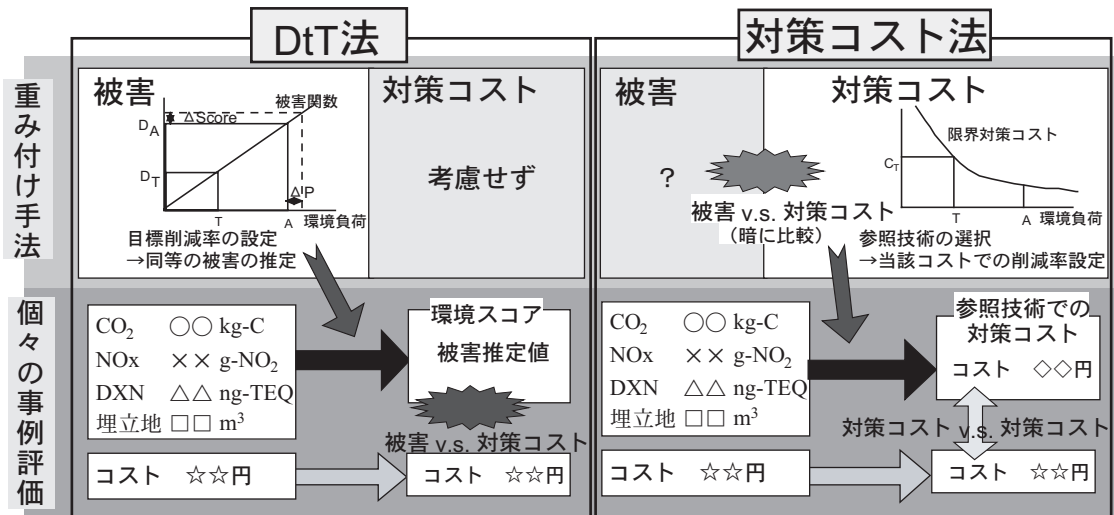 DtT法
対策コスト法
重み付け手法
被害
対策コスト
被害関数
△Score
D_A
D_T
△P
T
A
環境負荷
考慮せず
目標削減率の設定
→同等の被害の推定
被害
対策コスト
?
被害 v.s. 対策コスト
（暗に比較）
限界対策コスト
C_T
T
A
環境負荷
参照技術の選択
→当該コストでの削減率設定
個々の事例評価
CO₂ ○○ kg-C
NOx ×× g-NO₂
DXN △△ ng-TEQ
埋立地 □□ m³
環境スコア
被害推定値
被害 v.s. 対策コスト
コスト ☆☆円
コスト ☆☆円
CO₂ ○○ kg-C
NOx ×× g-NO₂
DXN △△ ng-TEQ
埋立地 □□ m³
参照技術での
対策コスト
コスト ◇◇円
対策コスト v.s. 対策コスト
コスト ☆☆円
コスト ☆☆円